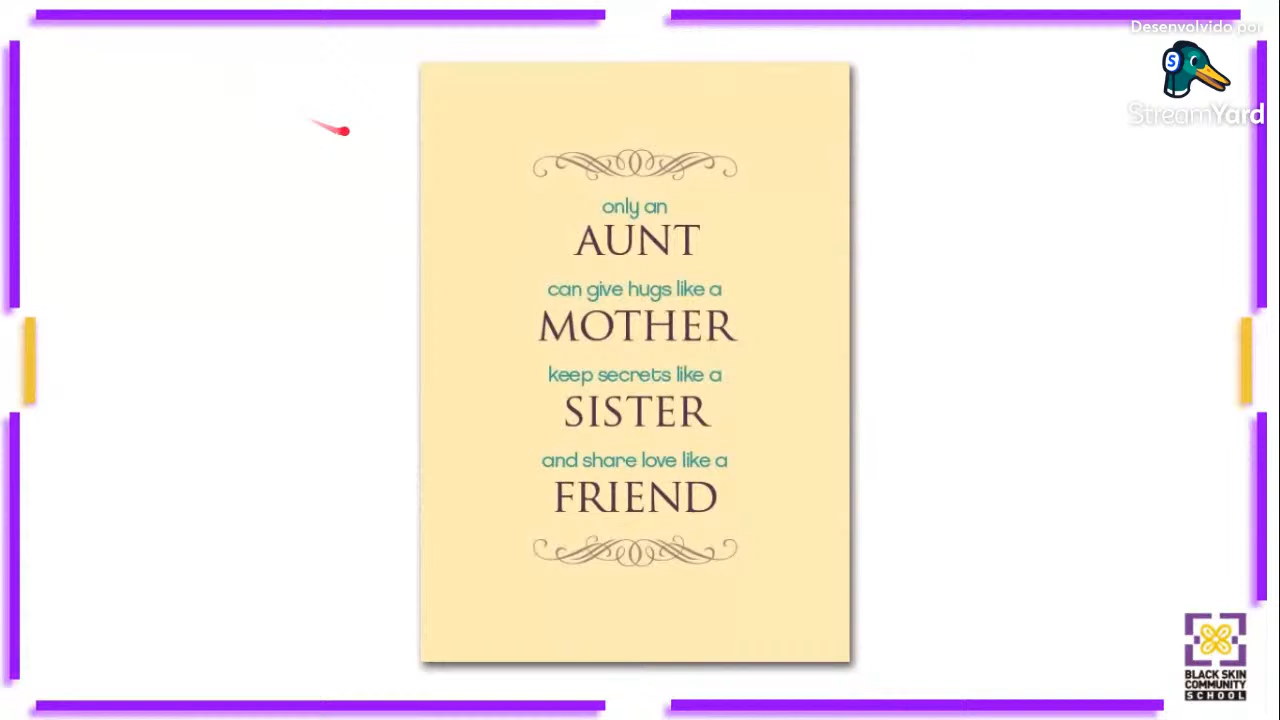 Desenvolvido por
StreamYard
only an
AUNT
can give hugs like a
MOTHER
keep secrets like a
SISTER
and share love like a
FRIEND
BLACK SKIN
COMMUNITY
SCHOOL